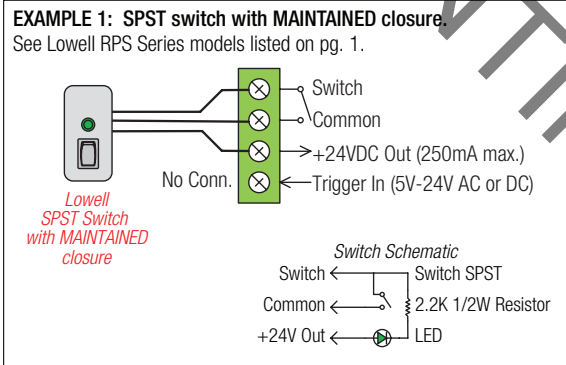 EXAMPLE 1: SPST switch with MAINTAINED closure.
See Lowell RPS Series models listed on pg. 1.
Switch
Common
+24VDC Out (250mA max.)
No Conn.
Trigger In (5V-24V AC or DC)
Lowell
SPST Switch
with MAINTAINED
closure
Switch Schematic
Switch
Switch SPST
Common
2.2K 1/2W Resistor
+24V Out
LED